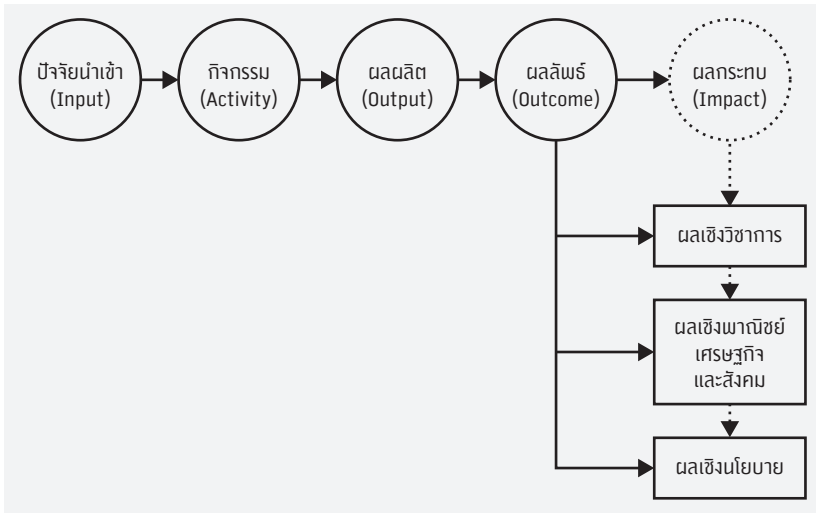 ปัจจัยนำเข้า
(Input)
กิจกรรม
(Activity)
ผลผลิต
(Output)
ผลลัพธ์
(Outcome)
ผลกระทบ
(Impact)
ผลเชิงวิชาการ
ผลเชิงพาณิชย์
เศรษฐกิจ
และสังคม
ผลเชิงนโยบาย